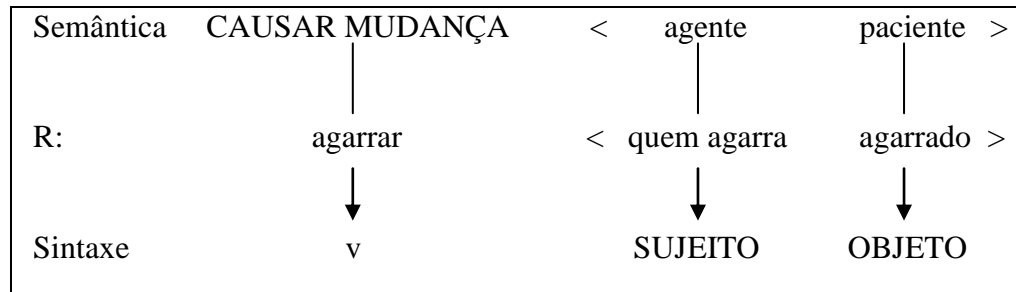 Semântica CAUSAR MUDANÇA < agente paciente >
R: agarrar < quem agarra agarrado >
Sintaxe v SUJEITO OBJETO